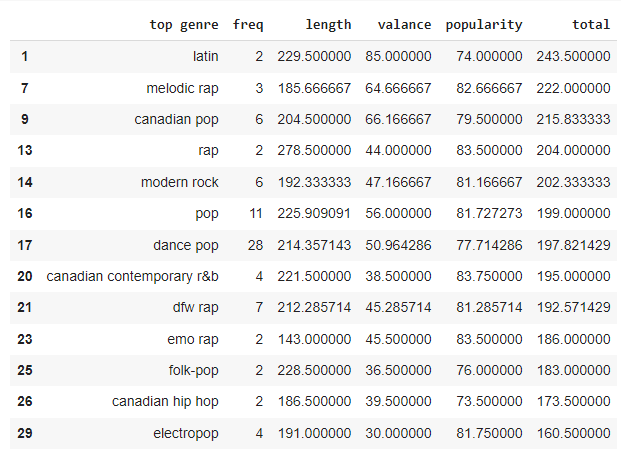 top genre freq length valance popularity total
1 latin 2 229.500000 85.000000 74.000000 243.500000
7 melodic rap 3 185.666667 64.666667 82.666667 222.000000
9 canadian pop 6 204.500000 66.166667 79.500000 215.833333
13 rap 2 278.500000 44.000000 83.500000 204.000000
14 modern rock 6 192.333333 47.166667 81.166667 202.333333
16 pop 11 225.909091 56.000000 81.727273 199.000000
17 dance pop 28 214.357143 50.964286 77.714286 197.821429
20 canadian contemporary r&b 4 221.500000 38.500000 83.750000 195.000000
21 dfw rap 7 212.285714 45.285714 81.285714 192.571429
23 emo rap 2 143.000000 45.500000 83.500000 186.000000
25 folk-pop 2 228.500000 36.500000 76.000000 183.000000
26 canadian hip hop 2 186.500000 39.500000 73.500000 173.500000
29 electropop 4 191.000000 30.000000 81.750000 160.500000